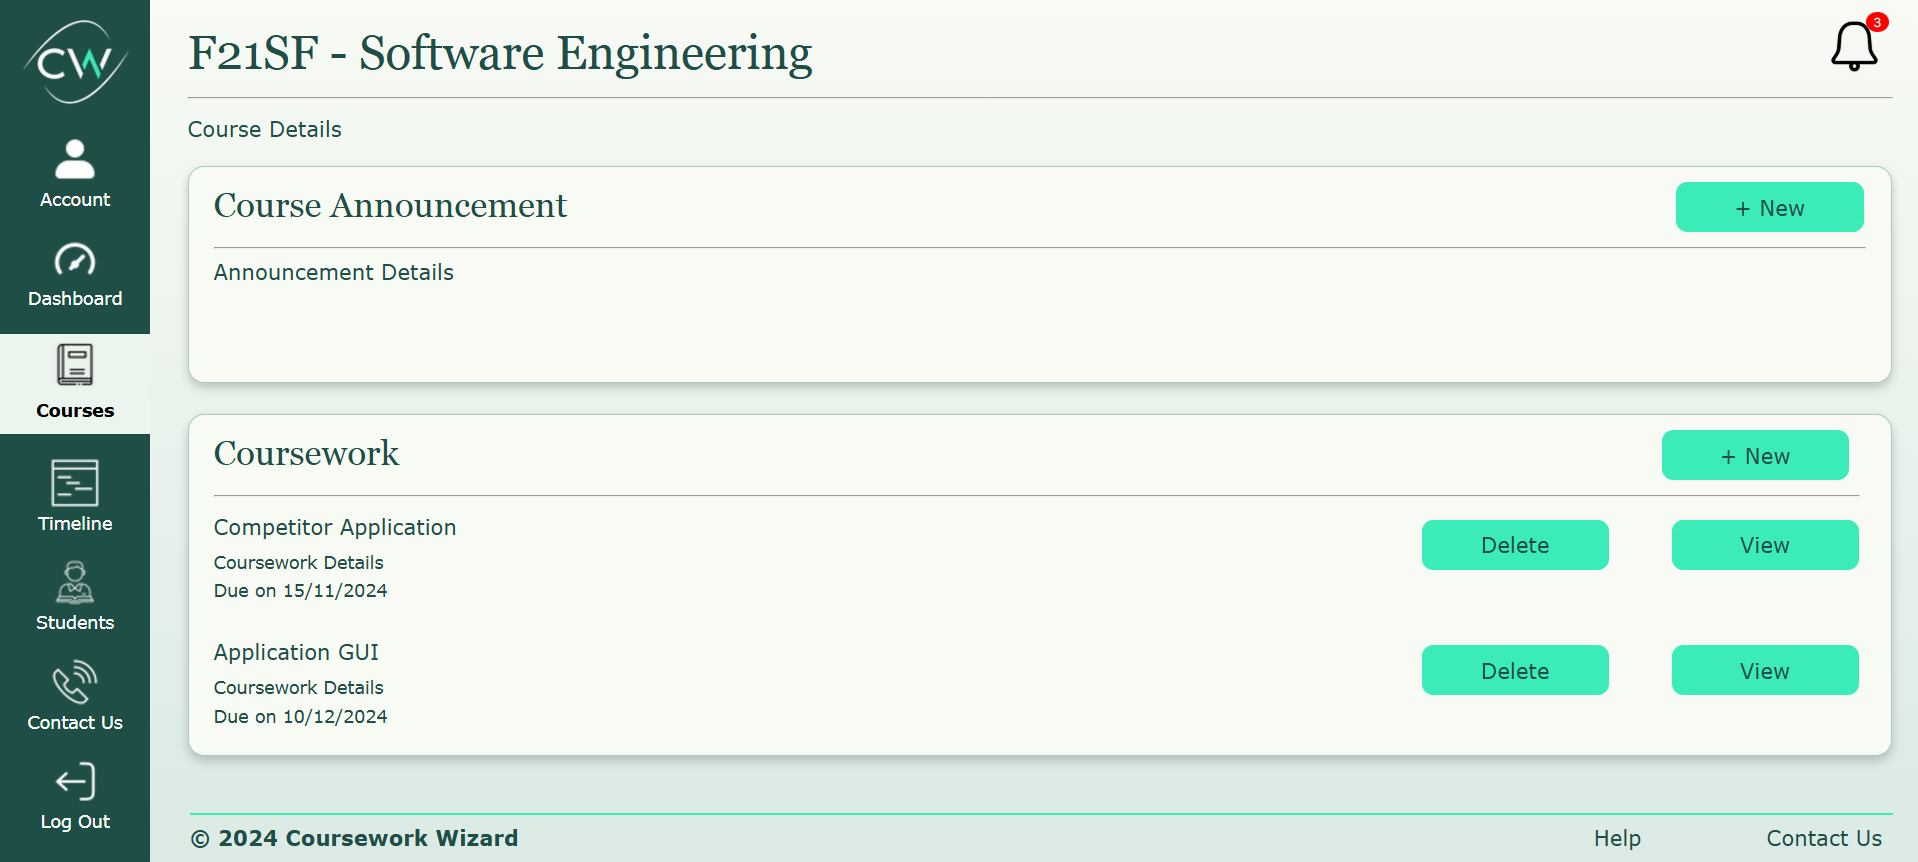 CW
Account
Dashboard
Courses
Timeline
Students
Contact Us
Log Out
F21SF - Software Engineering
3
Course Details
Course Announcement
+ New
Announcement Details
Coursework
+ New
Competitor Application
Coursework Details
Due on 15/11/2024
Delete
View
Application GUI
Coursework Details
Due on 10/12/2024
Delete
View
© 2024 Coursework Wizard
Help
Contact Us